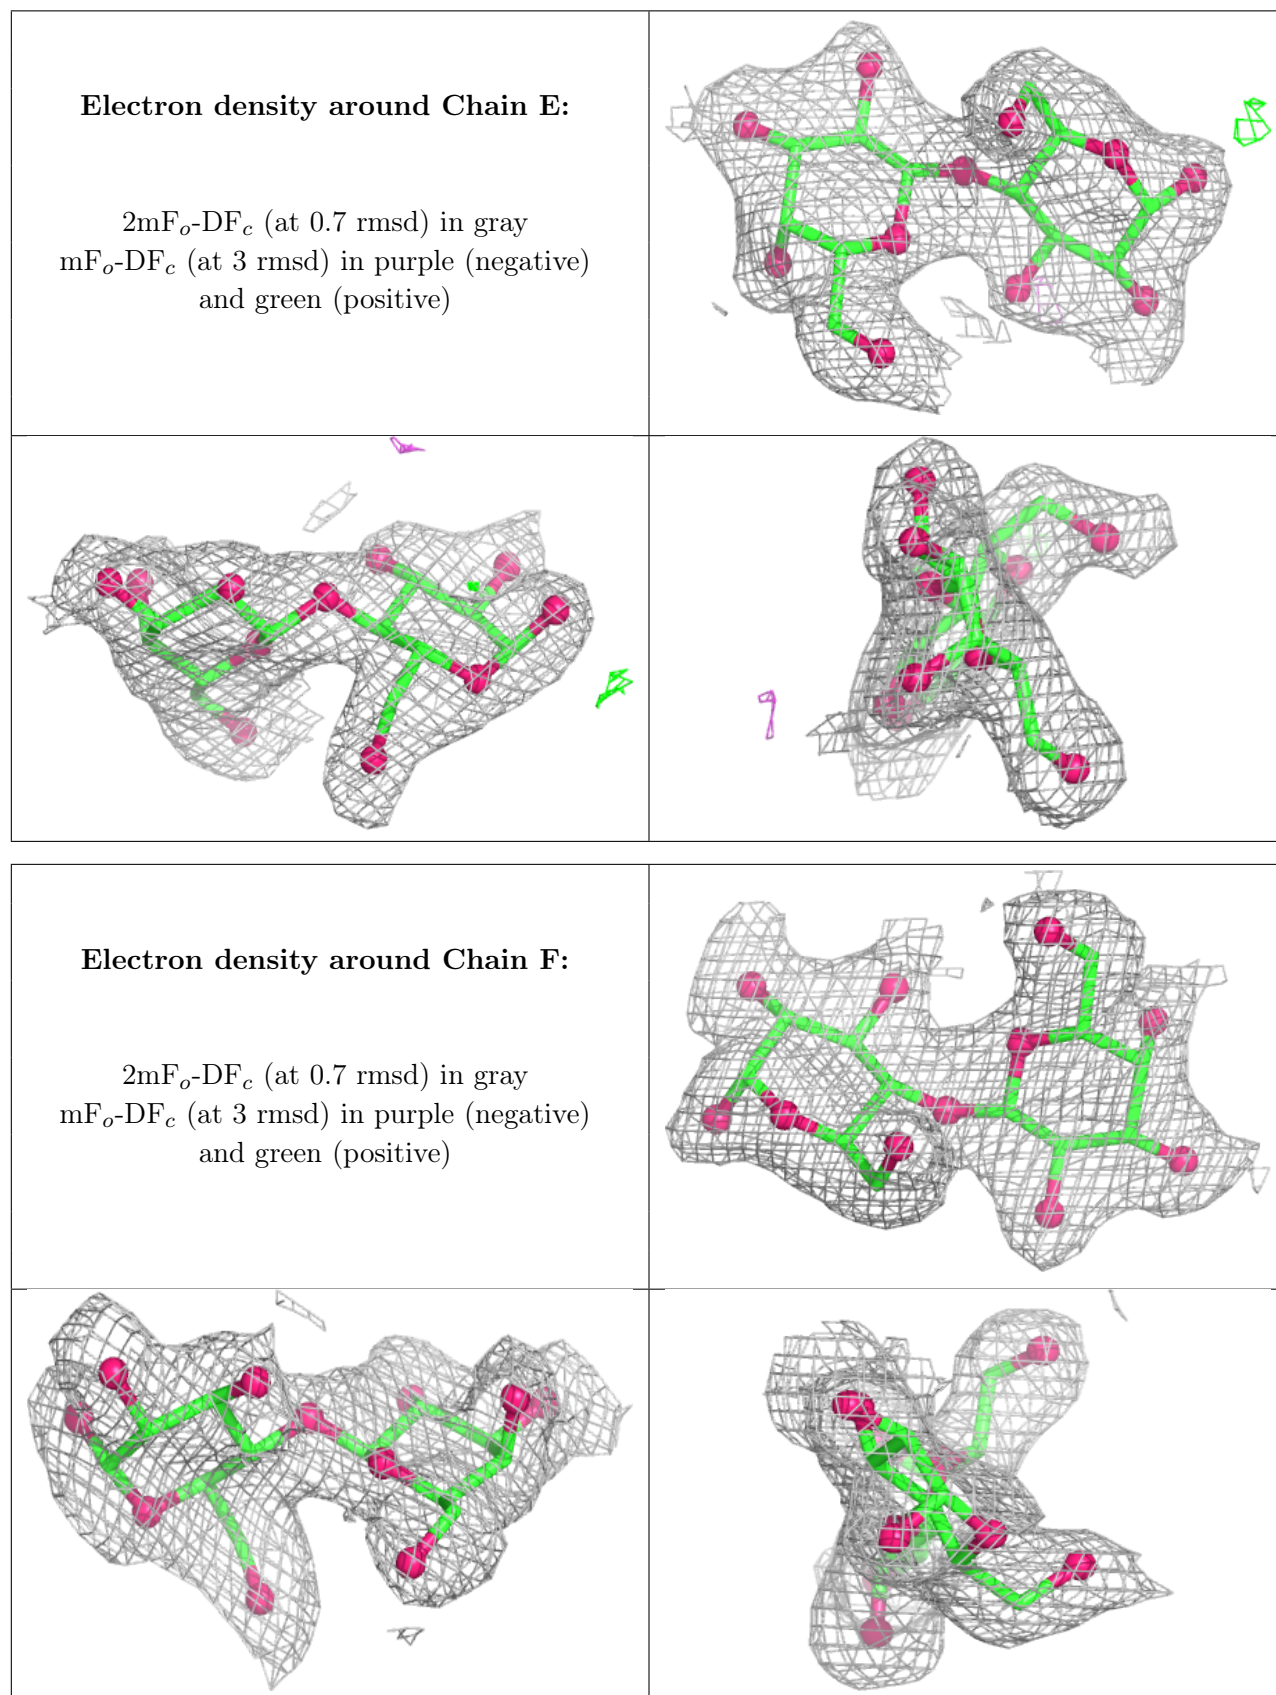 Electron density around Chain E:
2mFo-DFc (at 0.7 rmsd) in gray
mFo-DFc (at 3 rmsd) in purple (negative)
and green (positive)
Electron density around Chain F:
2mFo-DFc (at 0.7 rmsd) in gray
mFo-DFc (at 3 rmsd) in purple (negative)
and green (positive)